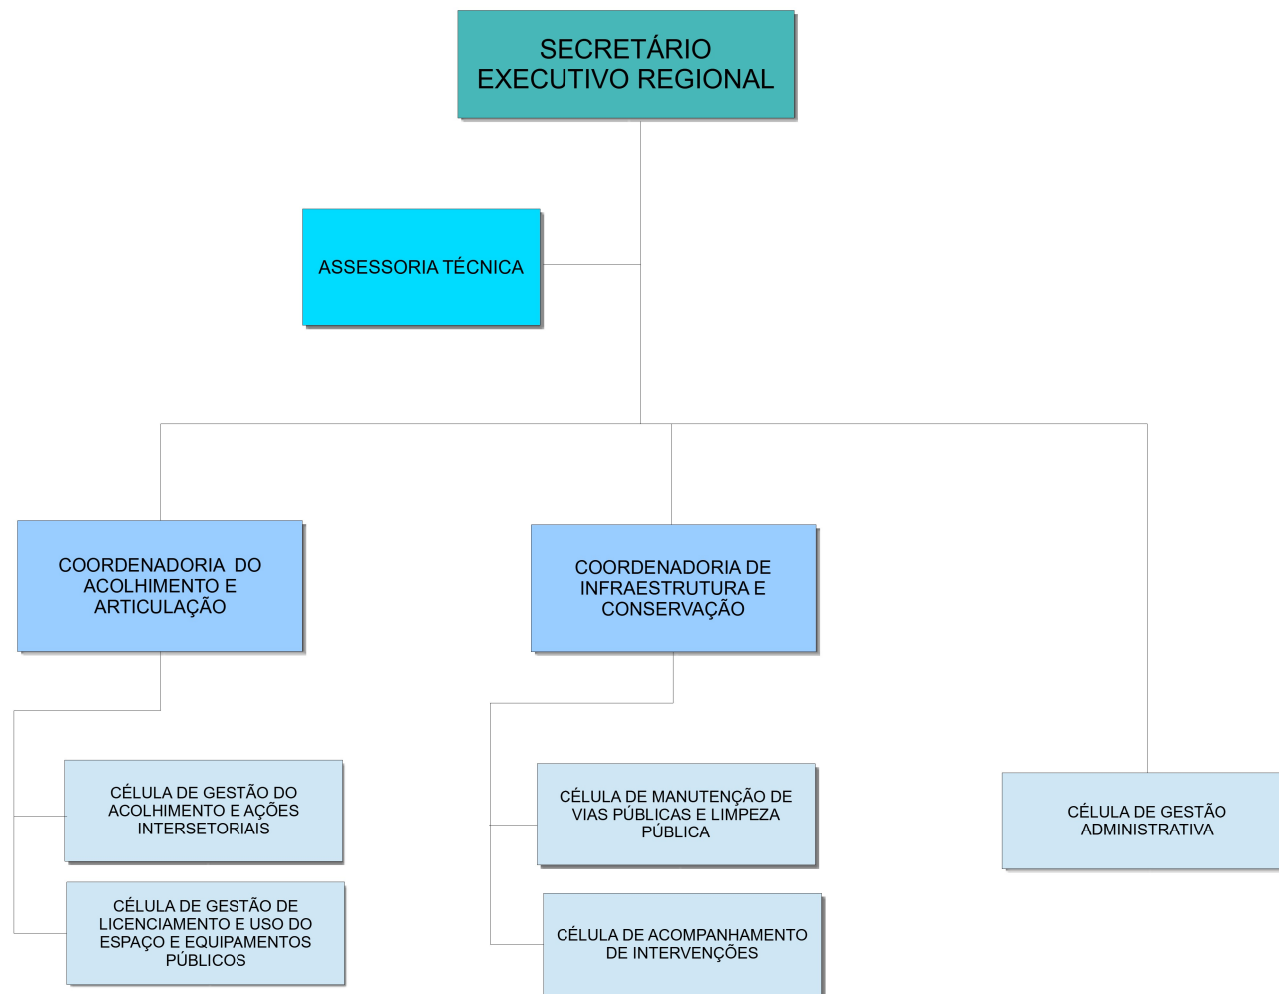 SECRETÁRIO
EXECUTIVO REGIONAL
ASSESSORIA TÉCNICA
COORDENADORIA DO
ACOLHIMENTO E
ARTICULAÇÃO
COORDENADORIA DE
INFRAESTRUTURA E
CONSERVAÇÃO
CÉLULA DE GESTÃO DO
ACOLHIMENTO E AÇÕES
INTERSETORIAIS
CÉLULA DE MANUTENÇÃO DE
VIAS PÚBLICAS E LIMPEZA
PÚBLICA
CÉLULA DE GESTÃO
ADMINISTRATIVA
CÉLULA DE GESTÃO DE
LICENCIAMENTO E USO DO
ESPAÇO E EQUIPAMENTOS
PÚBLICOS
CÉLULA DE ACOMPANHAMENTO
DE INTERVENÇÕES